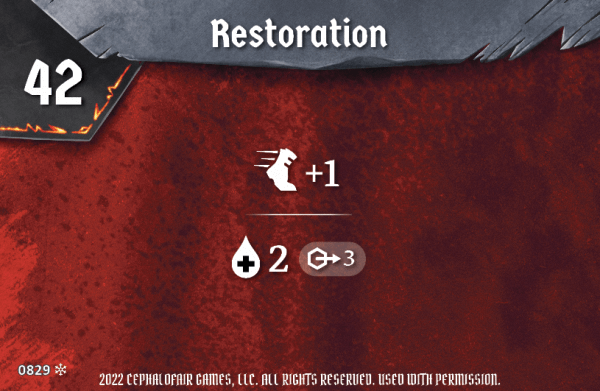 Restoration
42
+1
2 3
0829
2022 CEPHALOFAIR GAMES, LLC. ALL RIGHTS RESERVED. USED WITH PERMISSION.